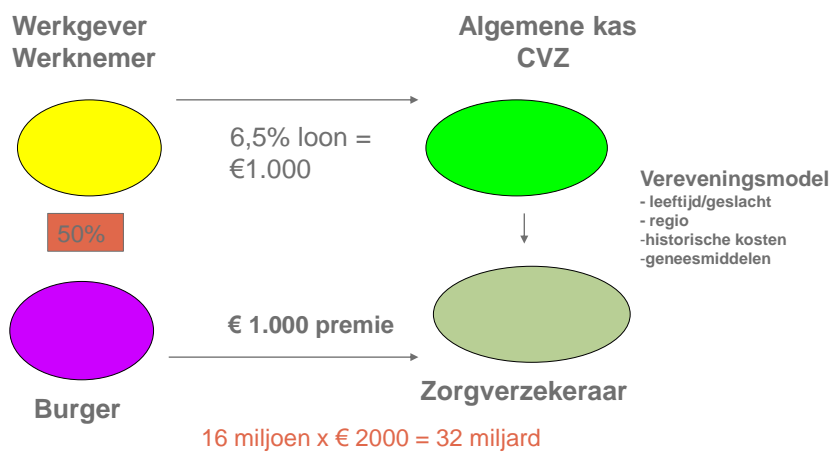 Werkgever
Werknemer
Algemene kas
CVZ
6,5% loon =
€1.000
Vereveningsmodel
- leeftijd/geslacht
- regio
-historische kosten
-geneesmiddelen
50%
€ 1.000 premie
Burger
Zorgverzekeraar
16 miljoen x € 2000 = 32 miljard